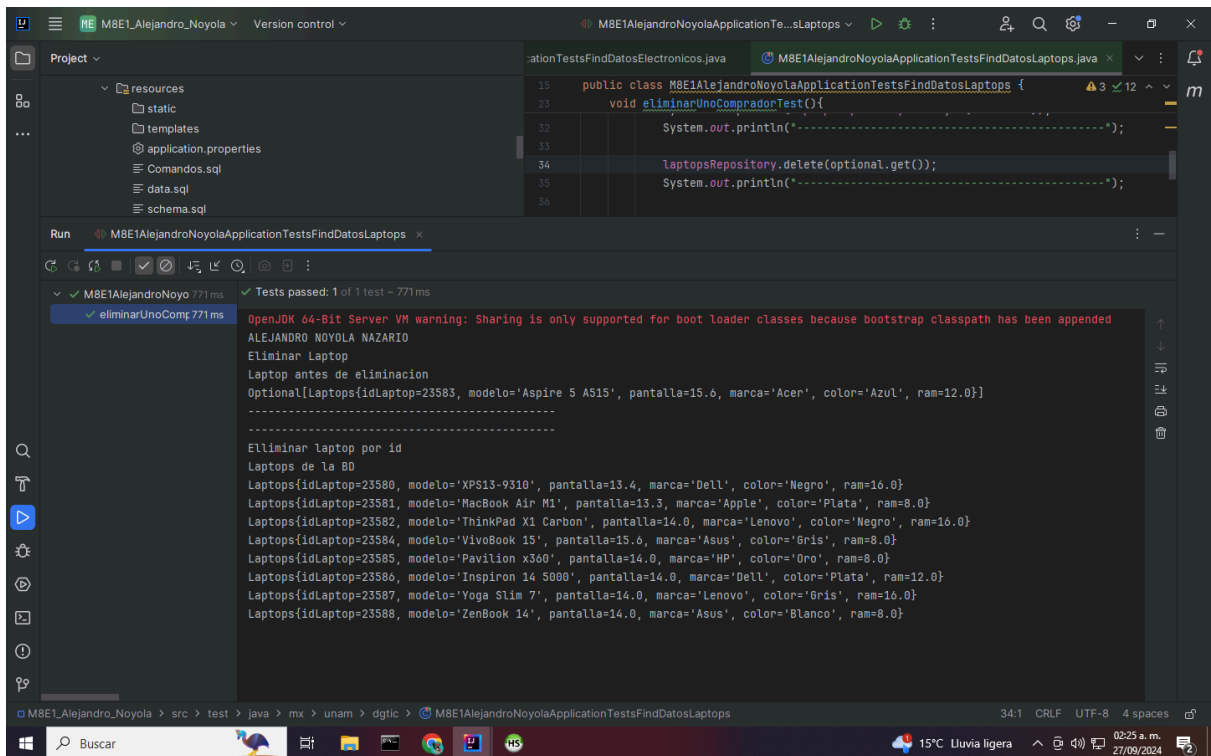 ME M8E1_Alejandro_Noyola Version control M8E1AlejandroNoyolaApplicationTe...sLaptops
Project
resources
static
templates
application.properties
Comandos.sql
data.sql
schema.sql
:ationTestsFindDatosElectronicos.java M8E1AlejandroNoyolaApplicationTestsFindDatosLaptops.java
15 public class M8E1AlejandroNoyolaApplicationTestsFindDatosLaptops { 3 12
23 void eliminarUnoCompradorTest(){
32 System.out.println("----------------------------------------------");
33
34 laptopsRepository.delete(optional.get());
35 System.out.println("----------------------------------------------");
36
Run M8E1AlejandroNoyolaApplicationTestsFindDatosLaptops
M8E1AlejandroNoyo 771 ms
eliminarUnoComp 771 ms
Tests passed: 1 of 1 test – 771 ms
OpenJDK 64-Bit Server VM warning: Sharing is only supported for boot loader classes because bootstrap classpath has been appended
ALEJANDRO NOYOLA NAZARIO
Eliminar Laptop
Laptop antes de eliminacion
Optional[Laptops{idLaptop=23583, modelo='Aspire 5 A515', pantalla=15.6, marca='Acer', color='Azul', ram=12.0}]
----------------------------------------------
----------------------------------------------
Elliminar laptop por id
Laptops de la BD
Laptops{idLaptop=23580, modelo='XPS13-9310', pantalla=13.4, marca='Dell', color='Negro', ram=16.0}
Laptops{idLaptop=23581, modelo='MacBook Air M1', pantalla=13.3, marca='Apple', color='Plata', ram=8.0}
Laptops{idLaptop=23582, modelo='ThinkPad X1 Carbon', pantalla=14.0, marca='Lenovo', color='Negro', ram=16.0}
Laptops{idLaptop=23584, modelo='VivoBook 15', pantalla=15.6, marca='Asus', color='Gris', ram=8.0}
Laptops{idLaptop=23585, modelo='Pavilion x360', pantalla=14.0, marca='HP', color='Oro', ram=8.0}
Laptops{idLaptop=23586, modelo='Inspiron 14 5000', pantalla=14.0, marca='Dell', color='Plata', ram=12.0}
Laptops{idLaptop=23587, modelo='Yoga Slim 7', pantalla=14.0, marca='Lenovo', color='Gris', ram=16.0}
Laptops{idLaptop=23588, modelo='ZenBook 14', pantalla=14.0, marca='Asus', color='Blanco', ram=8.0}
M8E1_Alejandro_Noyola > src > test > java > mx > unam > dgtic > M8E1AlejandroNoyolaApplicationTestsFindDatosLaptops 34:1 CRLF UTF-8 4 spaces
Buscar HS 15°C Lluvia ligera 02:25 a. m.
27/09/2024 2